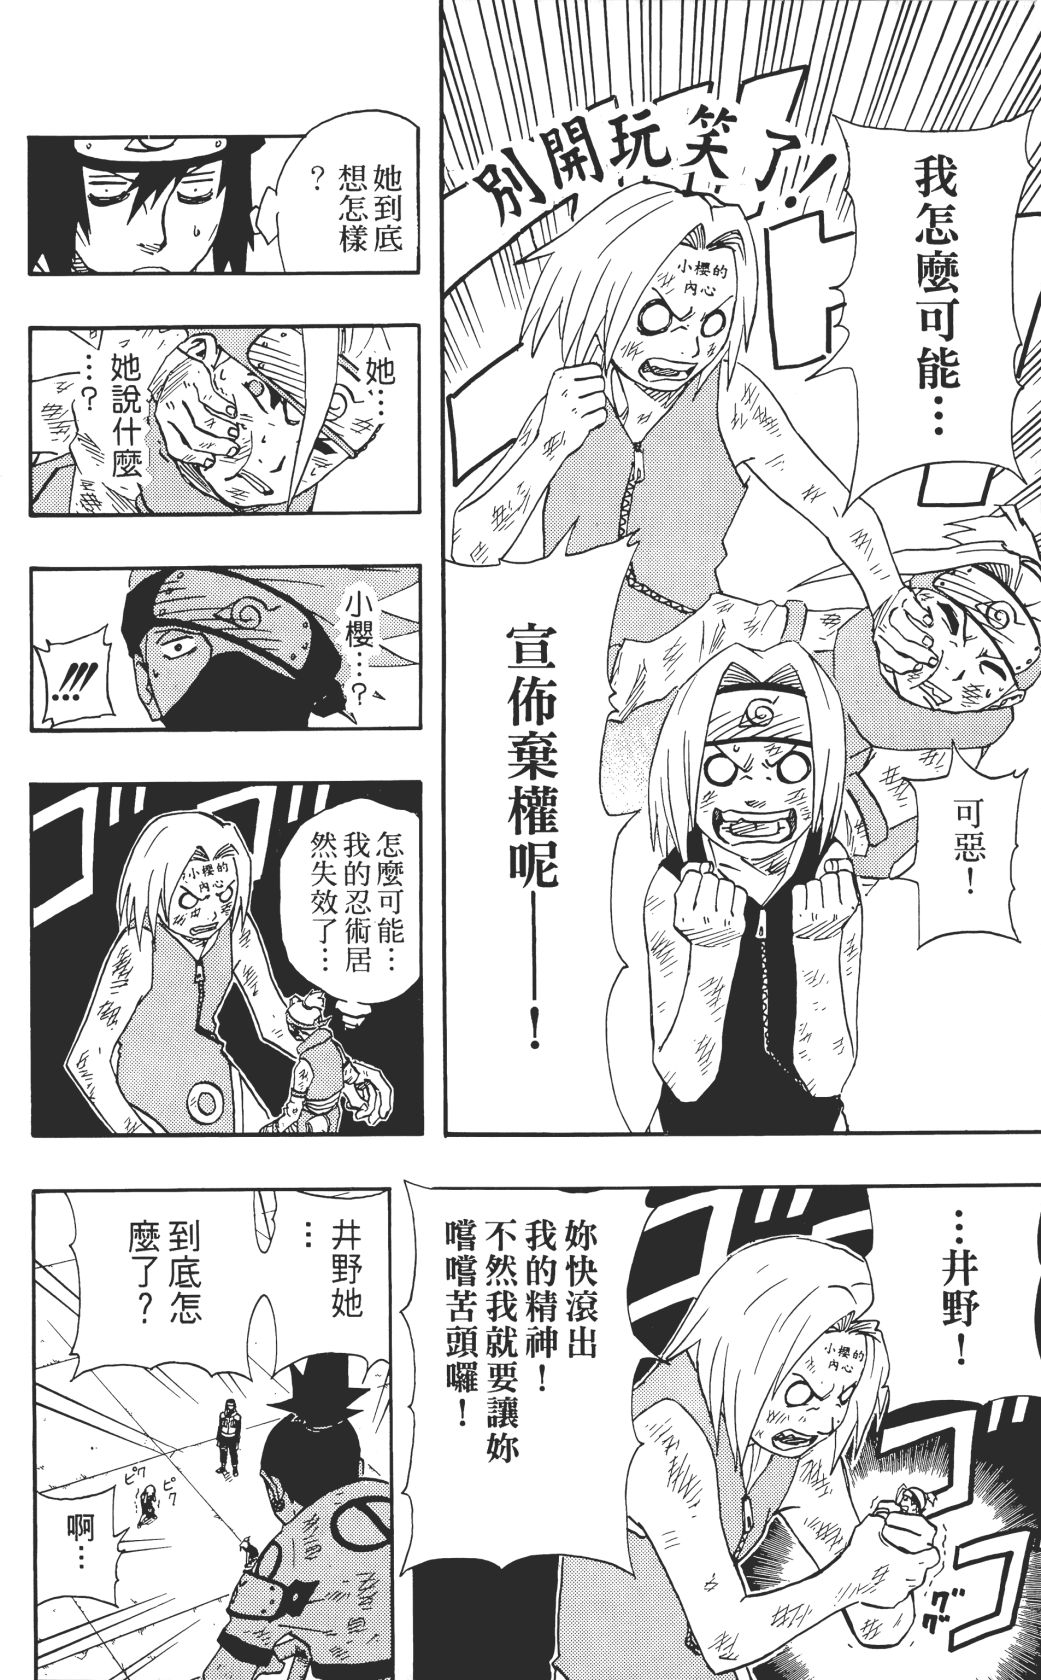 我怎麼可能…
別開玩笑了!
小櫻的
內心
可惡!
宣佈棄權呢——!
她到底
想怎樣
?
她…
她說什麼
…?
小櫻…?
!!!!
怎麼可能…
我的忍術居
然失效了…
小櫻的
內心
…井野!
小櫻的
內心
妳快滾出
我的精神!
不然我就要讓妳
嚐嚐苦頭囉!
ググ
井野她
…
到底怎
麼了?
ピク
ピク
啊…